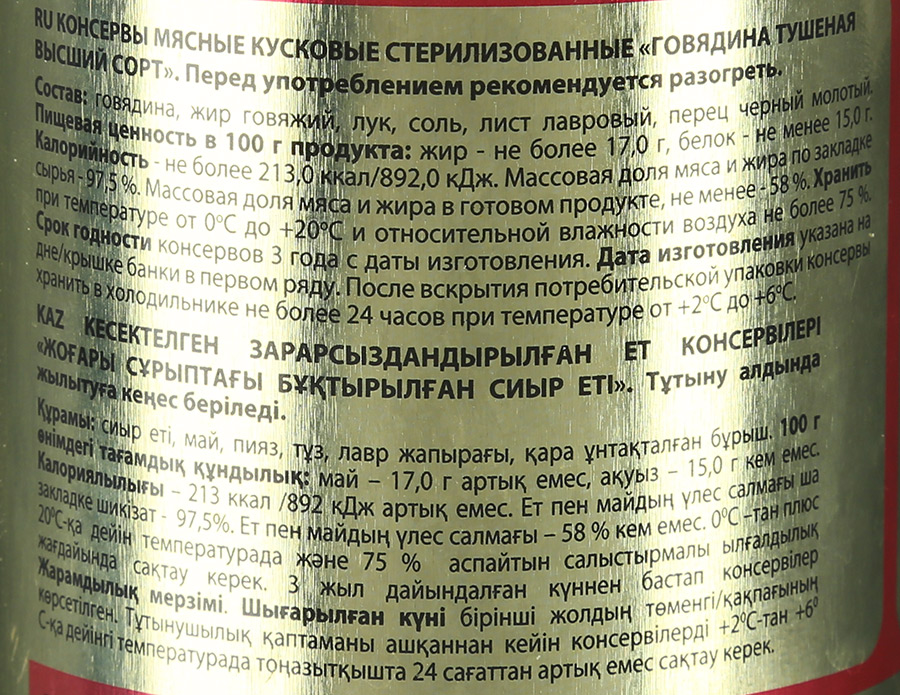 RU КОНСЕРВЫ МЯСНЫЕ КУСКОВЫЕ СТЕРИЛИЗОВАННЫЕ «ГОВЯДИНА ТУШЕНАЯ
ВЫСШИЙ СОРТ». Перед употреблением рекомендуется разогреть.
Состав: говядина, жир говяжий, лук, соль, лист лавровый, перец черный молотый.
Пищевая ценность в 100 г продукта: жир - не более 17,0 г, белок - не менее 15,0 г.
Калорийность - не более 213,0 ккал/892,0 кДж. Массовая доля мяса и жира по закладке
сырья - 97,5 %. Массовая доля мяса и жира в готовом продукте, не менее - 58 %. Хранить
при температуре от 0°С до +20°С и относительной влажности воздуха не более 75 %.
Срок годности консервов 3 года с даты изготовления. Дата изготовления указана на
дне/крышке банки в первом ряду. После вскрытия потребительской упаковки консервы
хранить в холодильнике не более 24 часов при температуре от +2°С до +6°С.
KAZ КЕСЕКТЕЛГЕН ЗАРАРСЫЗДАНДЫРЫЛҒАН ЕТ КОНСЕРВІЛЕРІ
«ЖОҒАРЫ СҰРЫПТАҒЫ БҰҚТЫРЫЛҒАН СИЫР ЕТІ». Тұтыну алдында
жылытуға кеңес беріледі.
Құрамы: сиыр еті, май, пияз, тұз, лавр жапырағы, қара ұнтақталған бұрыш. 100 г
өнімдегі тағамдық құндылық: май – 17,0 г артық емес, ақуыз – 15,0 г кем емес.
Калориялылығы – 213 ккал /892 кДж артық емес. Ет пен майдың үлес салмағы ша
закладке шикізат - 97,5%. Ет пен майдың үлес салмағы – 58 % кем емес. 0°С –тан плюс
20°С-қа дейін температурада және 75 % аспайтын салыстырмалы ылғалдылық
жағдайында сақтау керек. 3 жыл дайындалған күннен бастап консервілер
Жарамдылық мерзімі. Шығарылған күні бірінші жолдың төменгі/қақпағының
көрсетілген. Тұтынушылық қаптаманы ашқаннан кейін консервілерді +2°С-тан +6°
С-қа дейінгі температурада тоңазытқышта 24 сағаттан артық емес сақтау керек.